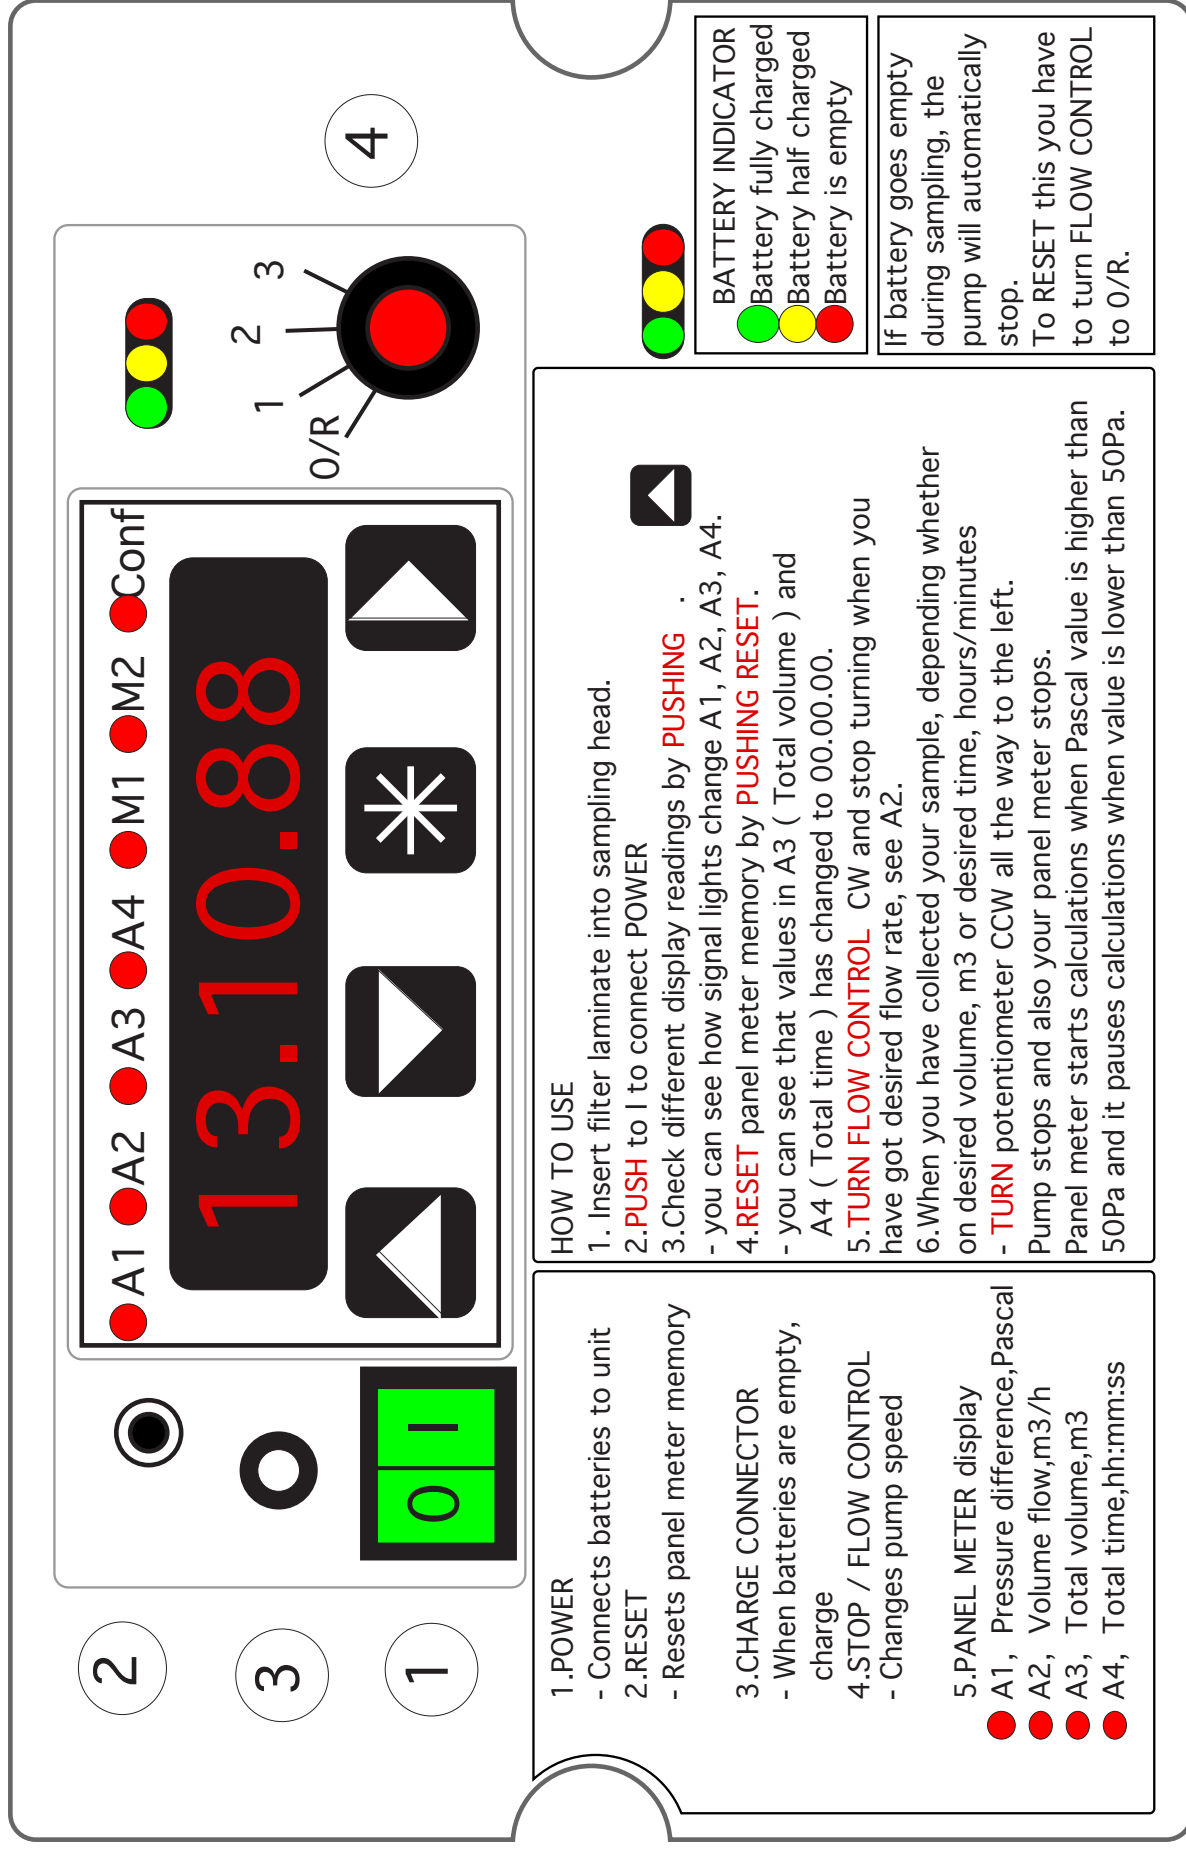 2
3
1
A1 A2 A3 A4 M1 M2 Conf
13.10.88
0 I
O/R 1 2 3
4
1.POWER
- Connects batteries to unit
2.RESET
- Resets panel meter memory
3.CHARGE CONNECTOR
- When batteries are empty,
charge
4.STOP / FLOW CONTROL
- Changes pump speed
5.PANEL METER display
A1, Pressure difference,Pascal
A2, Volume flow,m3/h
A3, Total volume,m3
A4, Total time,hh:mm:ss
HOW TO USE
1. Insert filter laminate into sampling head.
2.PUSH to I to connect POWER
3.Check different display readings by PUSHING .
- you can see how signal lights change A1, A2, A3, A4.
4.RESET panel meter memory by PUSHING RESET.
- you can see that values in A3 ( Total volume ) and
A4 ( Total time ) has changed to 00.00.00.
5.TURN FLOW CONTROL CW and stop turning when you
have got desired flow rate, see A2.
6.When you have collected your sample, depending whether
on desired volume, m3 or desired time, hours/minutes
- TURN potentiometer CCW all the way to the left.
Pump stops and also your panel meter stops.
Panel meter starts calculations when Pascal value is higher than
50Pa and it pauses calculations when value is lower than 50Pa.
BATTERY INDICATOR
Battery fully charged
Battery half charged
Battery is empty
If battery goes empty
during sampling, the
pump will automatically
stop.
To RESET this you have
to turn FLOW CONTROL
to O/R.